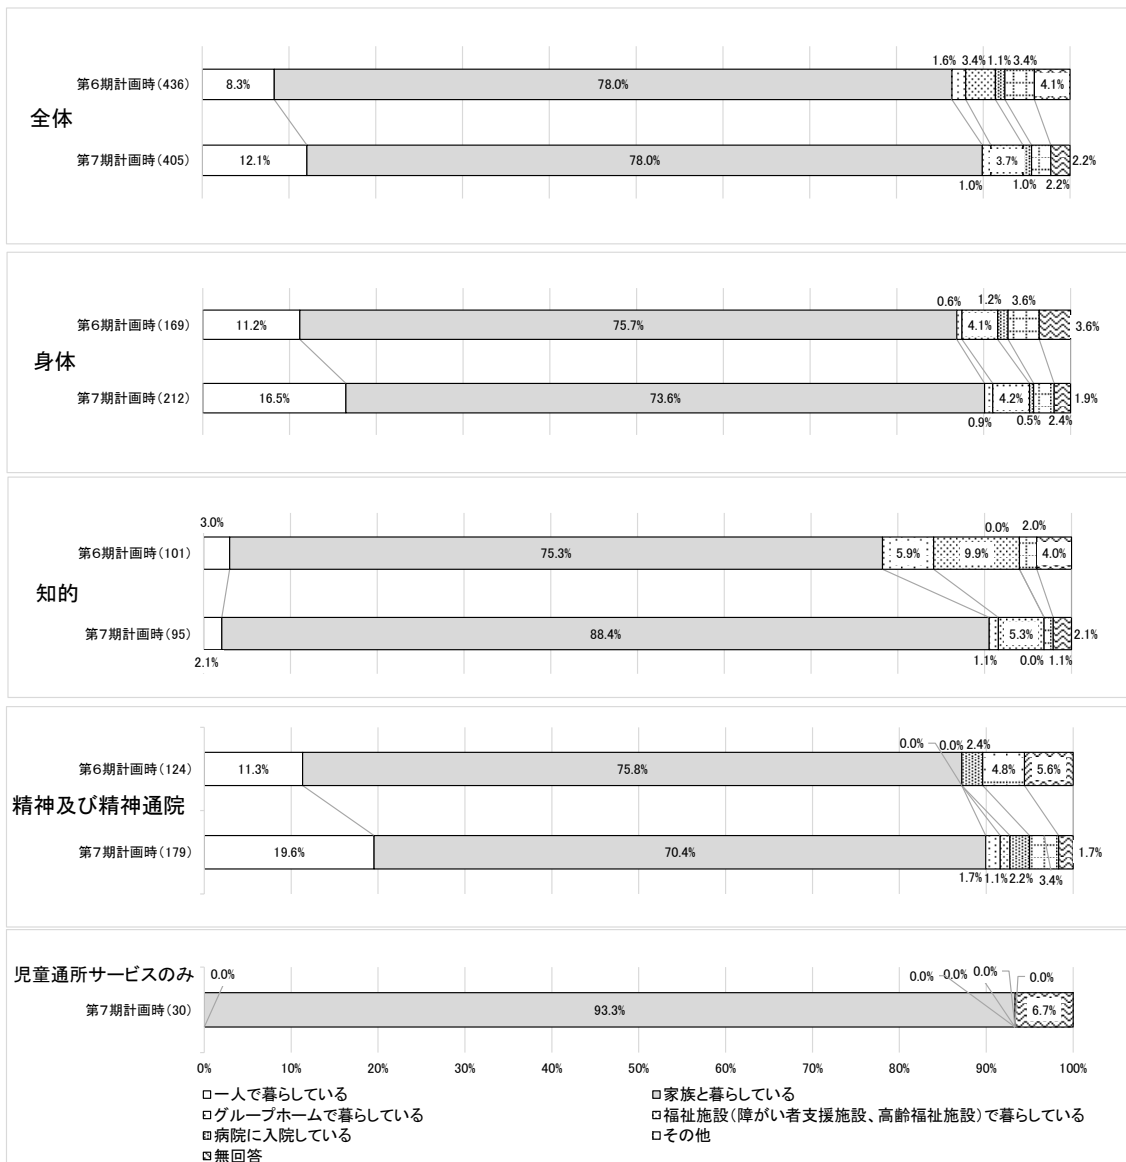 1.6% 3.4% 1.1% 3.4%
第6期計画時(436) 8.3% 78.0% 4.1%
全体
第7期計画時(405) 12.1% 78.0% 3.7% 2.2%
1.0% 1.0% 2.2%
0.6% 1.2% 3.6%
第6期計画時(169) 11.2% 75.7% 4.1% 3.6%
身体
第7期計画時(212) 16.5% 73.6% 4.2% 1.9%
0.9% 0.5% 2.4%
3.0% 0.0% 2.0%
第6期計画時(101) 75.3% 5.9% 9.9% 4.0%
知的
第7期計画時(95) 88.4% 5.3% 2.1%
2.1% 1.1% 0.0% 1.1%
0.0% 0.0% 2.4%
第6期計画時(124) 11.3% 75.8% 4.8% 5.6%
精神及び精神通院
第7期計画時(179) 19.6% 70.4% 1.7%
1.7% 1.1% 2.2% 3.4%
児童通所サービスのみ 0.0% 0.0% 0.0% 0.0% 0.0%
第7期計画時(30) 93.3% 6.7%
0% 10% 20% 30% 40% 50% 60% 70% 80% 90% 100%
一人で暮らしている 家族と暮らしている
グループホームで暮らしている 福祉施設(障がい者支援施設、高齢福祉施設)で暮らしている
病院に入院している その他
無回答